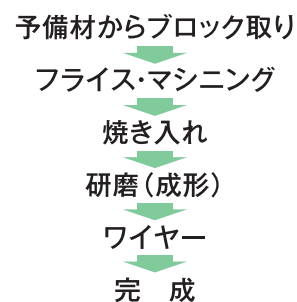 予備材からブロック取り
フライス・マシニング
焼き入れ
研磨（成形）
ワイヤー
完　成